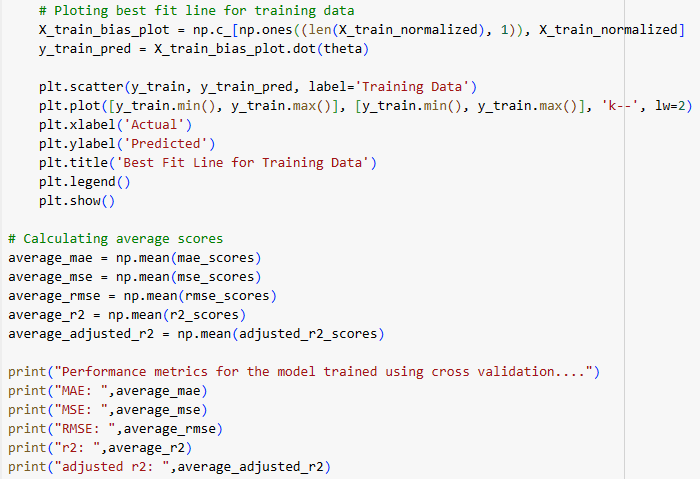 # Ploting best fit line for training data
X_train_bias_plot = np.c_[np.ones((len(X_train_normalized), 1)), X_train_normalized]
y_train_pred = X_train_bias_plot.dot(theta)
plt.scatter(y_train, y_train_pred, label='Training Data')
plt.plot([y_train.min(), y_train.max()], [y_train.min(), y_train.max()], 'k--', lw=2)
plt.xlabel('Actual')
plt.ylabel('Predicted')
plt.title('Best Fit Line for Training Data')
plt.legend()
plt.show()
# Calculating average scores
average_mae = np.mean(mae_scores)
average_mse = np.mean(mse_scores)
average_rmse = np.mean(rmse_scores)
average_r2 = np.mean(r2_scores)
average_adjusted_r2 = np.mean(adjusted_r2_scores)
print("Performance metrics for the model trained using cross validation....")
print("MAE: ",average_mae)
print("MSE: ",average_mse)
print("RMSE: ",average_rmse)
print("r2: ",average_r2)
print("adjusted r2: ",average_adjusted_r2)